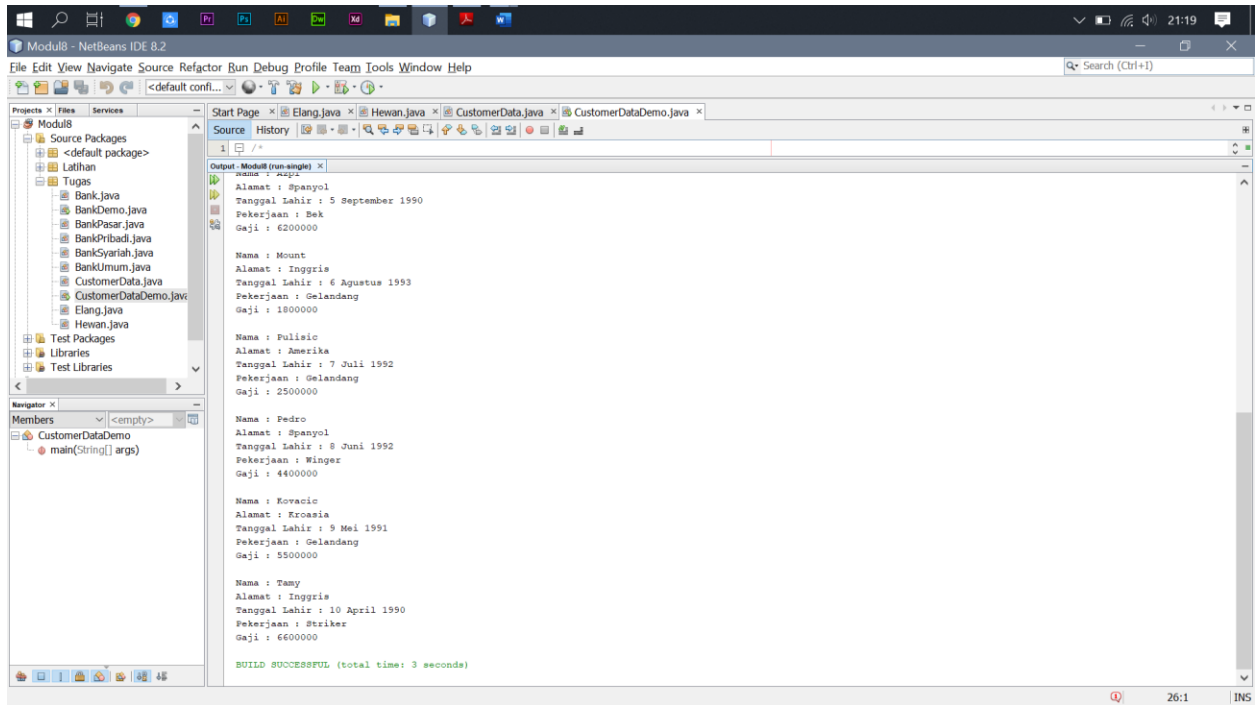 Pr
Ps
Ai
Dw
Xd
21:19
Modul8 - NetBeans IDE 8.2
File Edit View Navigate Source Refactor Run Debug Profile Team Tools Window Help
Search (Ctrl+I)
<default confi...
Projects × Files Services
Start Page × Elang.java × Hewan.java × CustomerData.java × CustomerDataDemo.java ×
Source History
1 /*
Modul8
Source Packages
<default package>
Latihan
Tugas
Bank.java
BankDemo.java
BankPasar.java
BankPribadi.java
BankSyariah.java
BankUmum.java
CustomerData.java
CustomerDataDemo.java
Elang.java
Hewan.java
Test Packages
Libraries
Test Libraries
Navigator ×
Members <empty>
CustomerDataDemo
main(String[] args)
Output - Modul8 (run-single) ×
Nama : Azpi
Alamat : Spanyol
Tanggal Lahir : 5 September 1990
Pekerjaan : Bek
Gaji : 6200000
Nama : Mount
Alamat : Inggris
Tanggal Lahir : 6 Agustus 1993
Pekerjaan : Gelandang
Gaji : 1800000
Nama : Pulisic
Alamat : Amerika
Tanggal Lahir : 7 Juli 1992
Pekerjaan : Gelandang
Gaji : 2500000
Nama : Pedro
Alamat : Spanyol
Tanggal Lahir : 8 Juni 1992
Pekerjaan : Winger
Gaji : 4400000
Nama : Kovacic
Alamat : Kroasia
Tanggal Lahir : 9 Mei 1991
Pekerjaan : Gelandang
Gaji : 5500000
Nama : Tamy
Alamat : Inggris
Tanggal Lahir : 10 April 1990
Pekerjaan : Striker
Gaji : 6600000
BUILD SUCCESSFUL (total time: 3 seconds)
26:1 INS